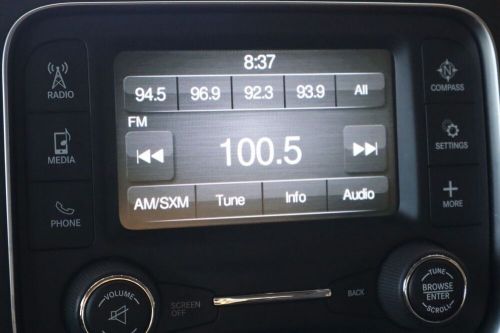 8:37
RADIO
94.5 96.9 92.3 93.9 All
COMPASS
FM
MEDIA
100.5
SETTINGS
AM/SXM Tune Info Audio
PHONE
MORE
VOLUME
SCREEN
OFF
BACK
TUNE
BROWSE
ENTER
SCROLL